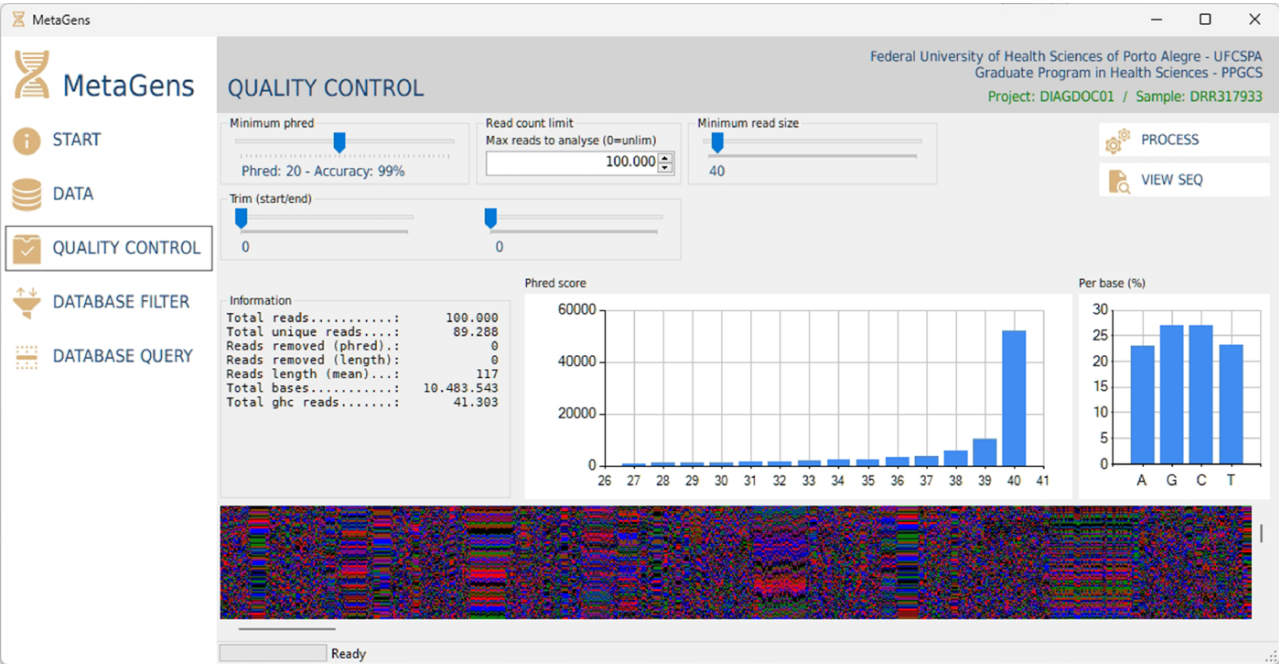 MetaGens
MetaGens
START
DATA
QUALITY CONTROL
DATABASE FILTER
DATABASE QUERY
QUALITY CONTROL
Federal University of Health Sciences of Porto Alegre - UFCSPA
Graduate Program in Health Sciences - PPGCS
Project: DIAGDOC01 / Sample: DRR317933
Minimum phred
Phred: 20 - Accuracy: 99%
Read count limit
Max reads to analyse (0=unlim)
100.000
Minimum read size
40
PROCESS
VIEW SEQ
Trim (start/end)
0
0
Information
Total reads...........: 100.000
Total unique reads....: 89.288
Reads removed (phred).: 0
Reads removed (length): 0
Reads length (mean)...: 117
Total bases...........: 10.483.543
Total ghc reads.......: 41.303
Phred score
60000
40000
20000
0
26 27 28 29 30 31 32 33 34 35 36 37 38 39 40 41
Per base (%)
30
25
20
15
10
5
0
A G C T
Ready